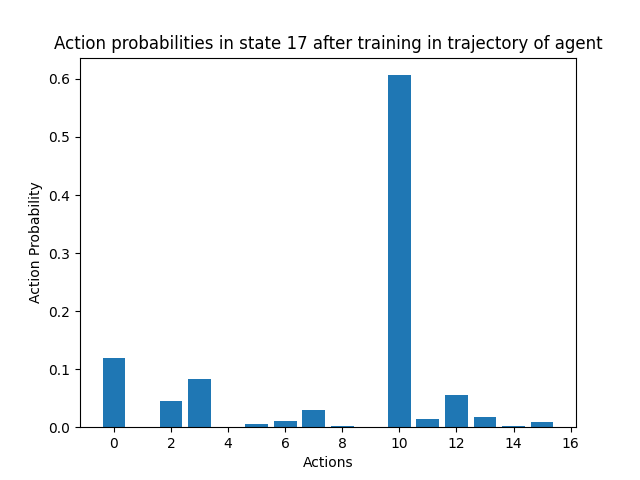 Action probabilities in state 17 after training in trajectory of agent
0.6
0.5
0.4
0.3
0.2
0.1
0.0
Action Probability
0 2 4 6 8 10 12 14 16
Actions